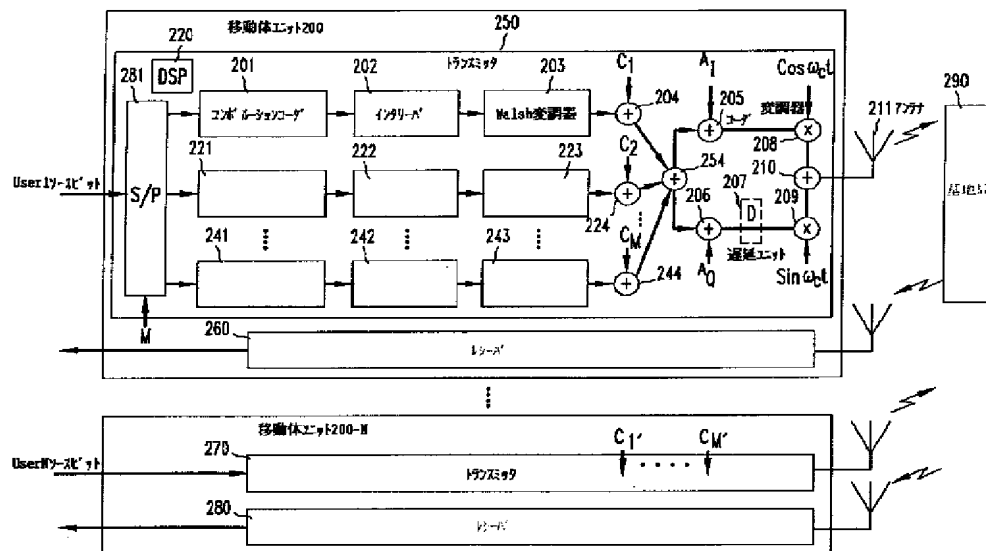 移動体ユニット200
250
トランスミッタ
220
DSP
281
S/P
201
コンボルーションコーダ
202
インタリーバ
203
Walsh変調器
C1
204
AI
205
コーダ
Cosωct
変調器
208
211 アンテナ
290
基地局
221
222
223
C2
224
254
206
207
D
遅延ユニット
210
209
User1ソースビット
241
242
243
CM
244
AQ
Sinωct
M
260
レシーバ
移動体ユニット200-N
UserNソースビット
270
トランスミッタ
C1'
CM'
280
レシーバ